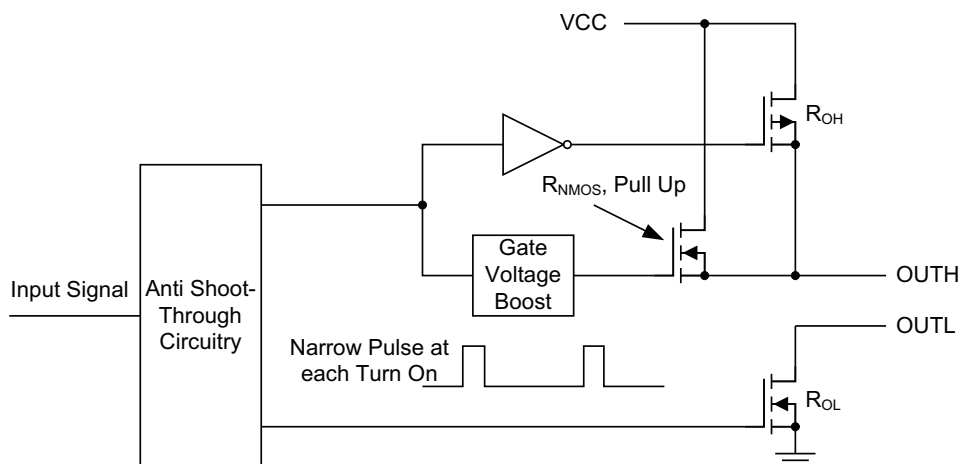 VCC
R_OH
R_NMOS, Pull Up
Gate
Voltage
Boost
OUTH
Input Signal
Anti Shoot-
Through
Circuitry
OUTL
Narrow Pulse at
each Turn On
R_OL